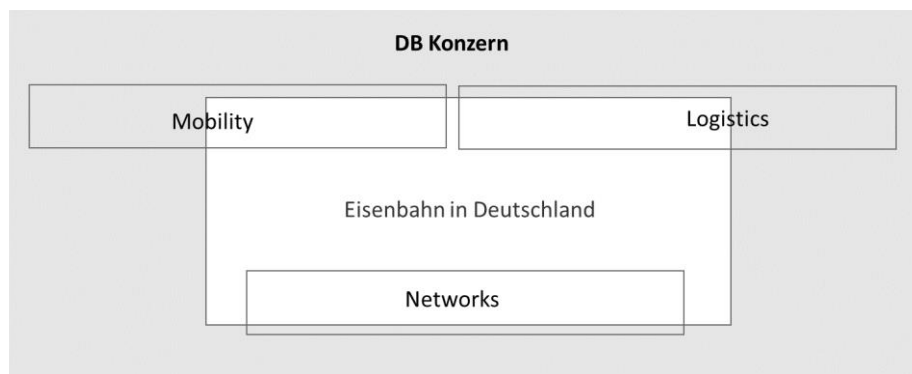 DB Konzern
Mobility
Logistics
Eisenbahn in Deutschland
Networks